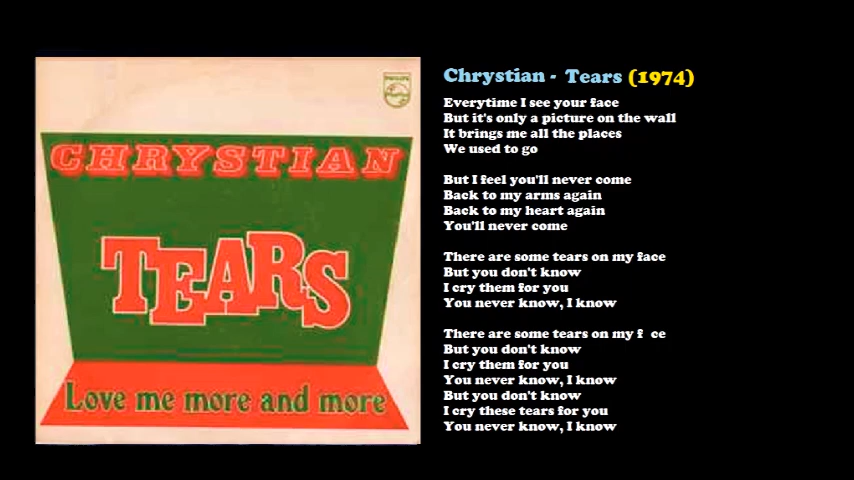 PHILIPS
CHRYSTIAN
TEARS
Love me more and more
Chrystian - Tears (1974)
Everytime I see your face
But it's only a picture on the wall
It brings me all the places
We used to go
But I feel you'll never come
Back to my arms again
Back to my heart again
You'll never come
There are some tears on my face
But you don't know
I cry them for you
You never know, I know
There are some tears on my f ce
But you don't know
I cry them for you
You never know, I know
But you don't know
I cry these tears for you
You never know, I know